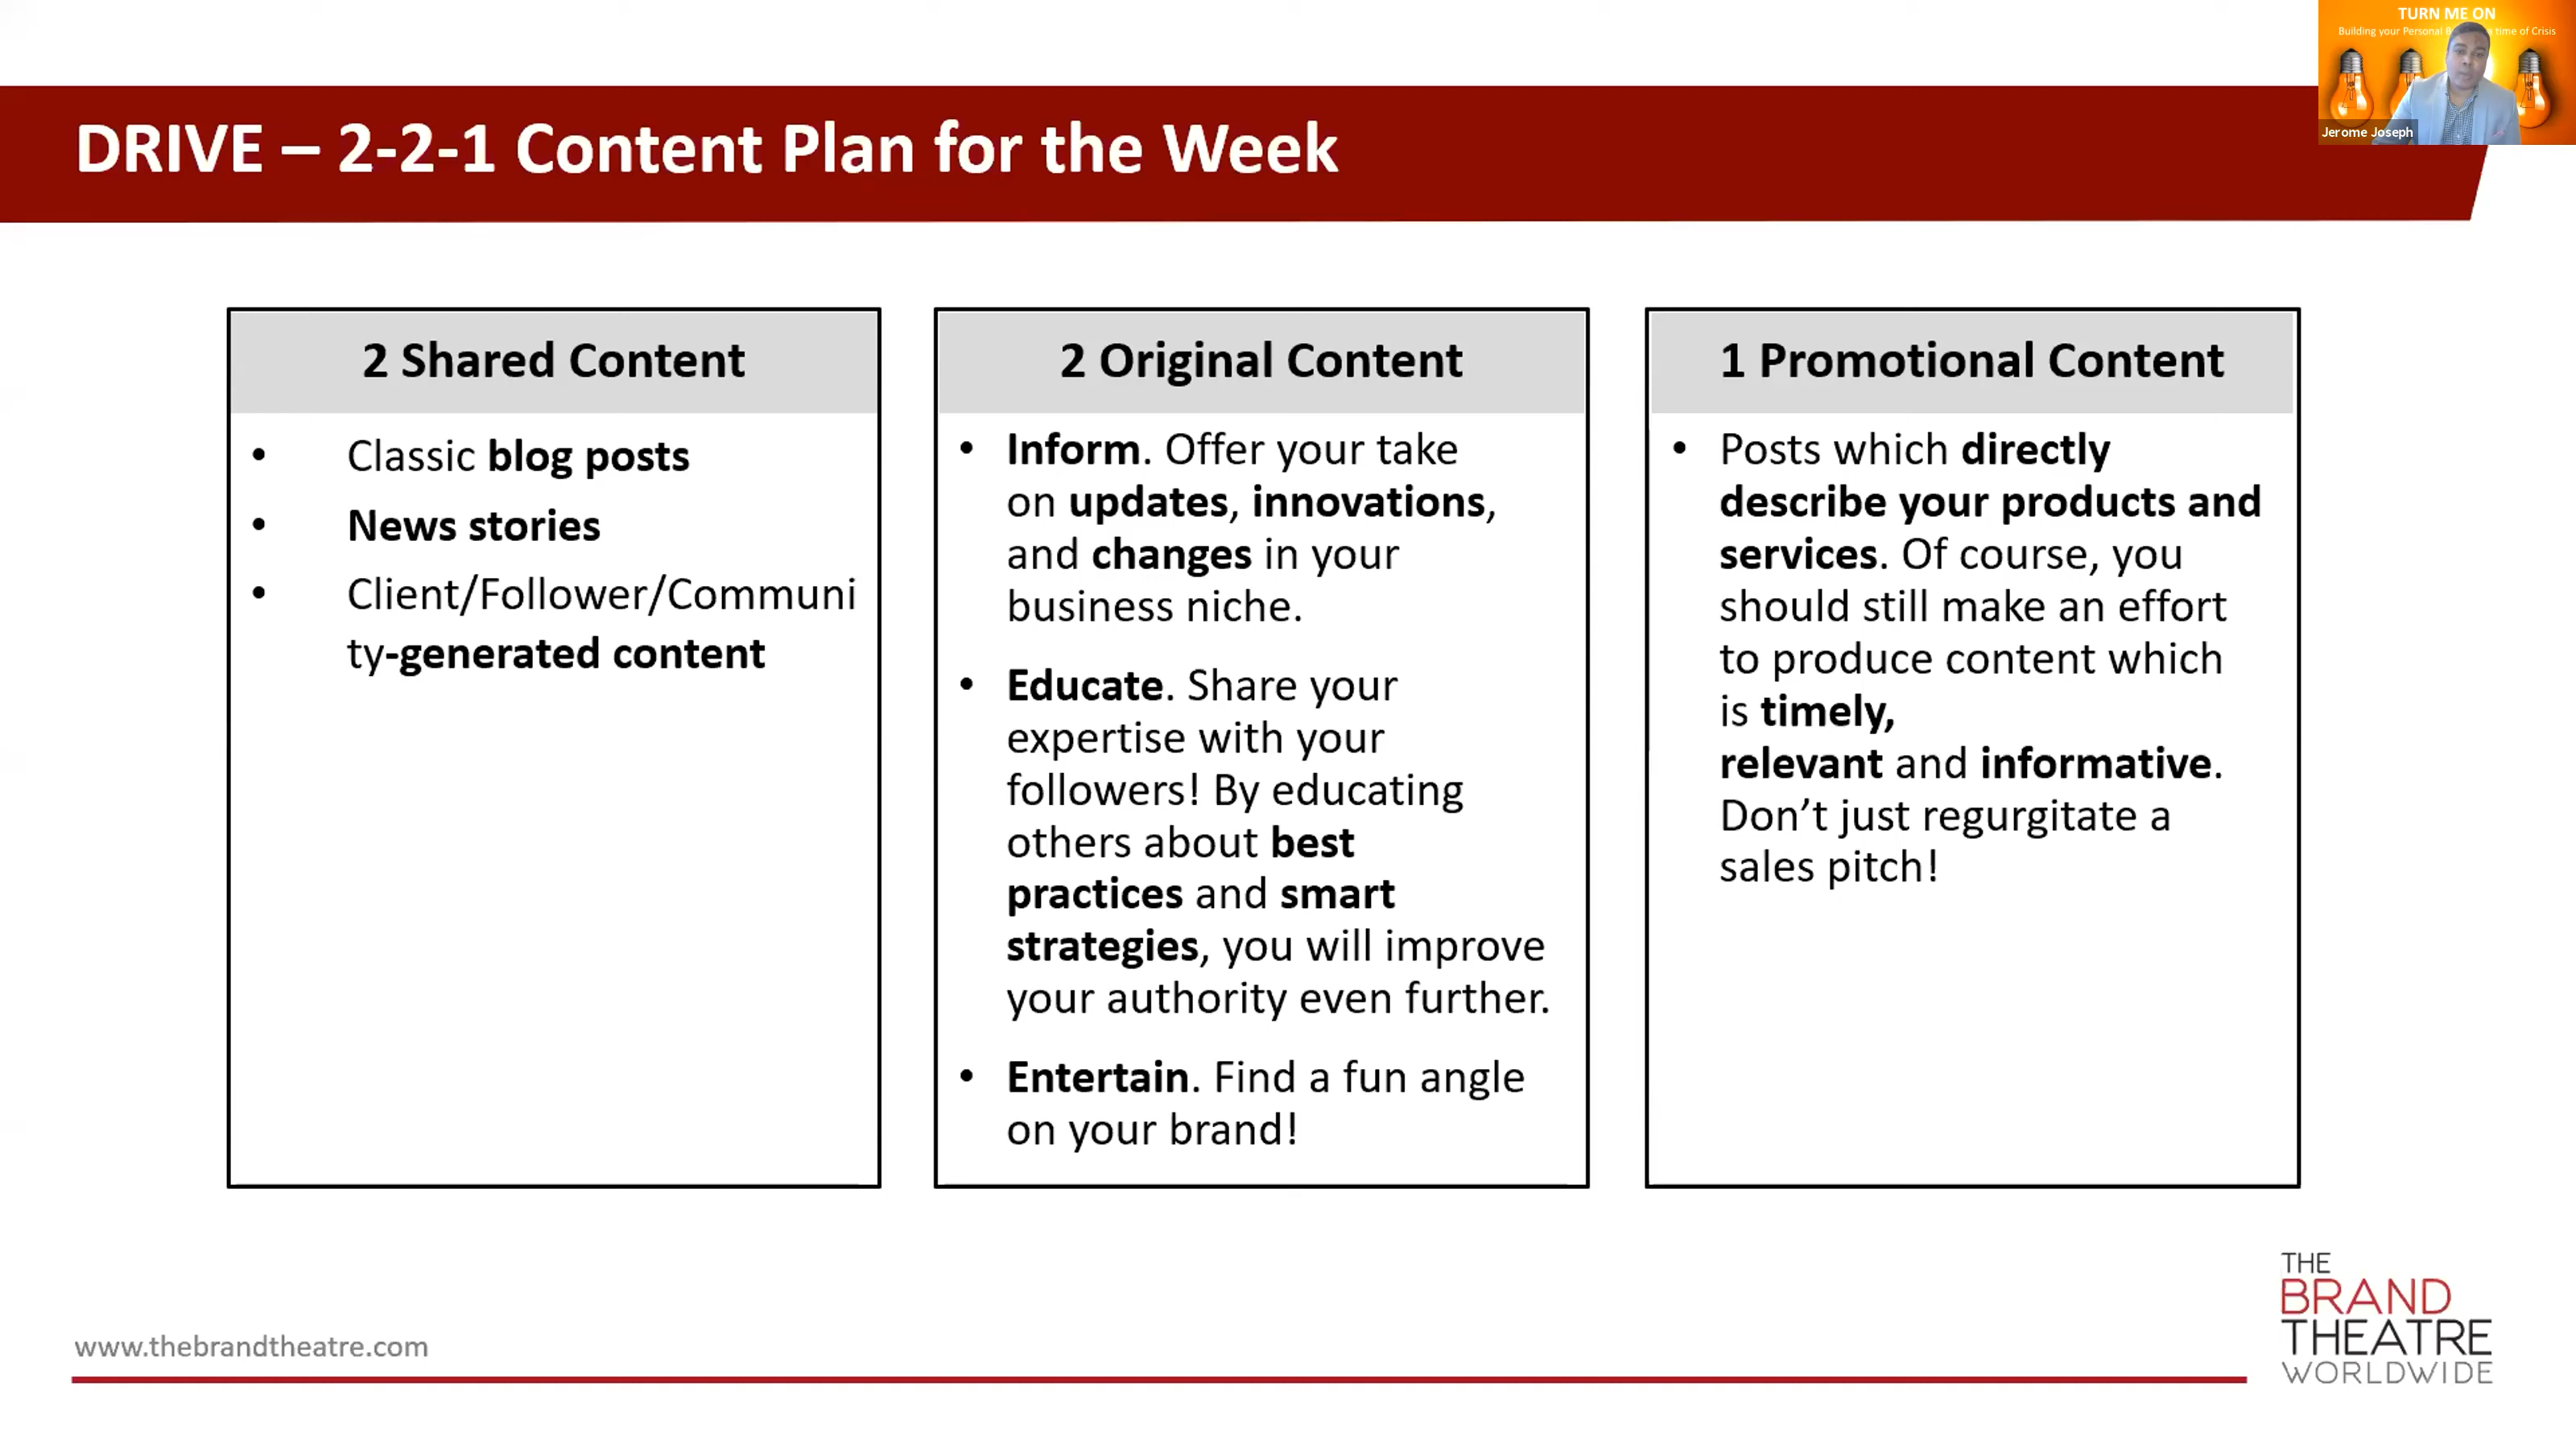 TURN ME ON
Building your Personal B time of Crisis
Jerome Joseph
DRIVE – 2-2-1 Content Plan for the Week
2 Shared Content
• Classic blog posts
• News stories
• Client/Follower/Communi
ty-generated content
2 Original Content
• Inform. Offer your take
on updates, innovations,
and changes in your
business niche.
• Educate. Share your
expertise with your
followers! By educating
others about best
practices and smart
strategies, you will improve
your authority even further.
• Entertain. Find a fun angle
on your brand!
1 Promotional Content
• Posts which directly
describe your products and
services. Of course, you
should still make an effort
to produce content which
is timely,
relevant and informative.
Don’t just regurgitate a
sales pitch!
www.thebrandtheatre.com
THE
BRAND
THEATRE
WORLDWIDE